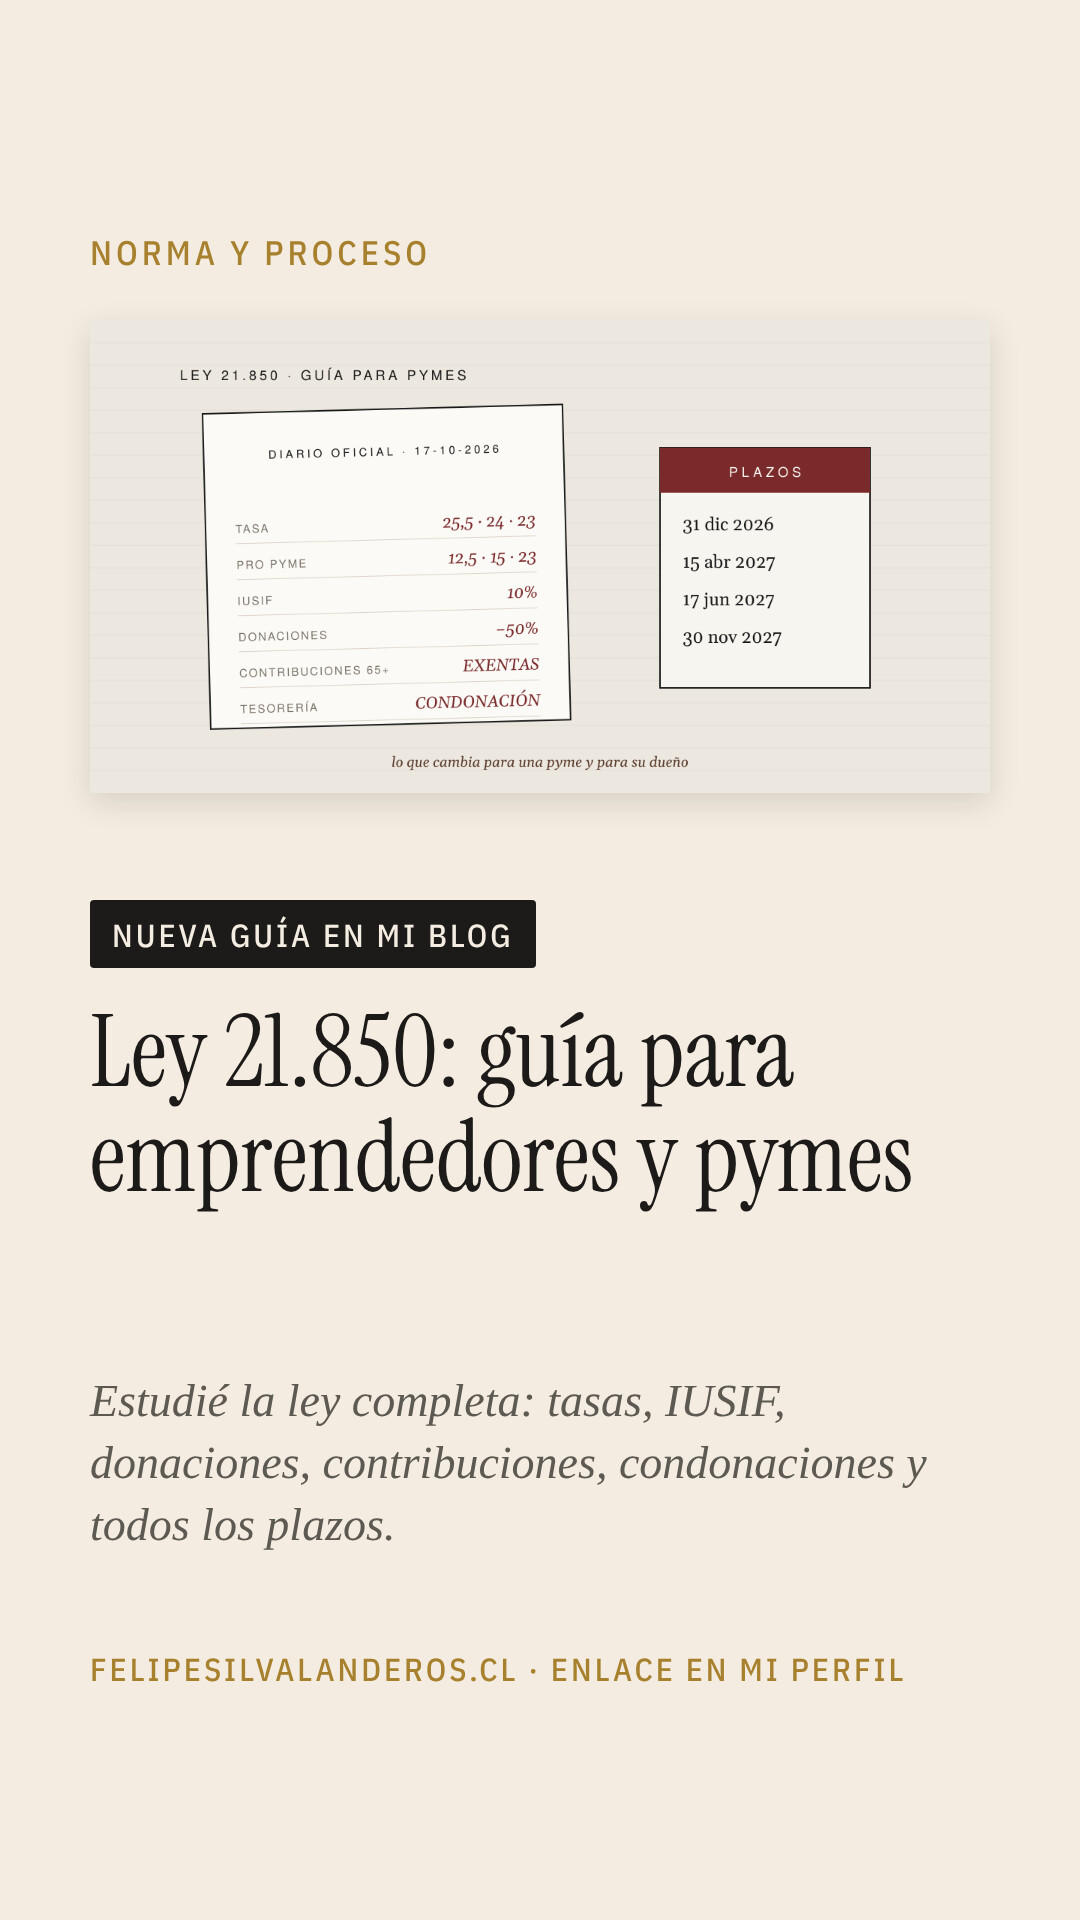 NORMA Y PROCESO
LEY 21.850 · GUÍA PARA PYMES
DIARIO OFICIAL · 17-10-2026
TASA 25,5 · 24 · 23
PRO PYME 12,5 · 15 · 23
IUSIF 10%
DONACIONES −50%
CONTRIBUCIONES 65+ EXENTAS
TESORERÍA CONDONACIÓN
PLAZOS
31 dic 2026
15 abr 2027
17 jun 2027
30 nov 2027
lo que cambia para una pyme y para su dueño
NUEVA GUÍA EN MI BLOG
Ley 21.850: guía para
emprendedores y pymes
Estudié la ley completa: tasas, IUSIF,
donaciones, contribuciones, condonaciones y
todos los plazos.
FELIPESILVALANDEROS.CL · ENLACE EN MI PERFIL